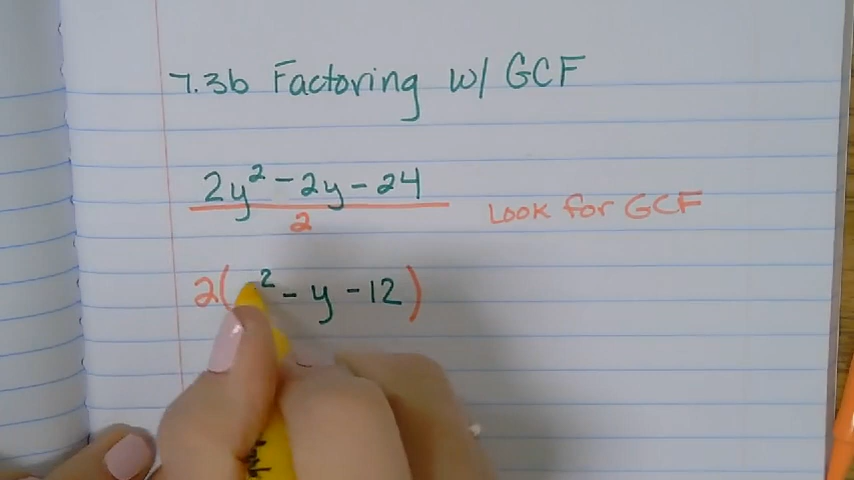 7.3b Factoring w/ GCF
2y² - 2y - 24
2
Look for GCF
2( ² - y - 12)